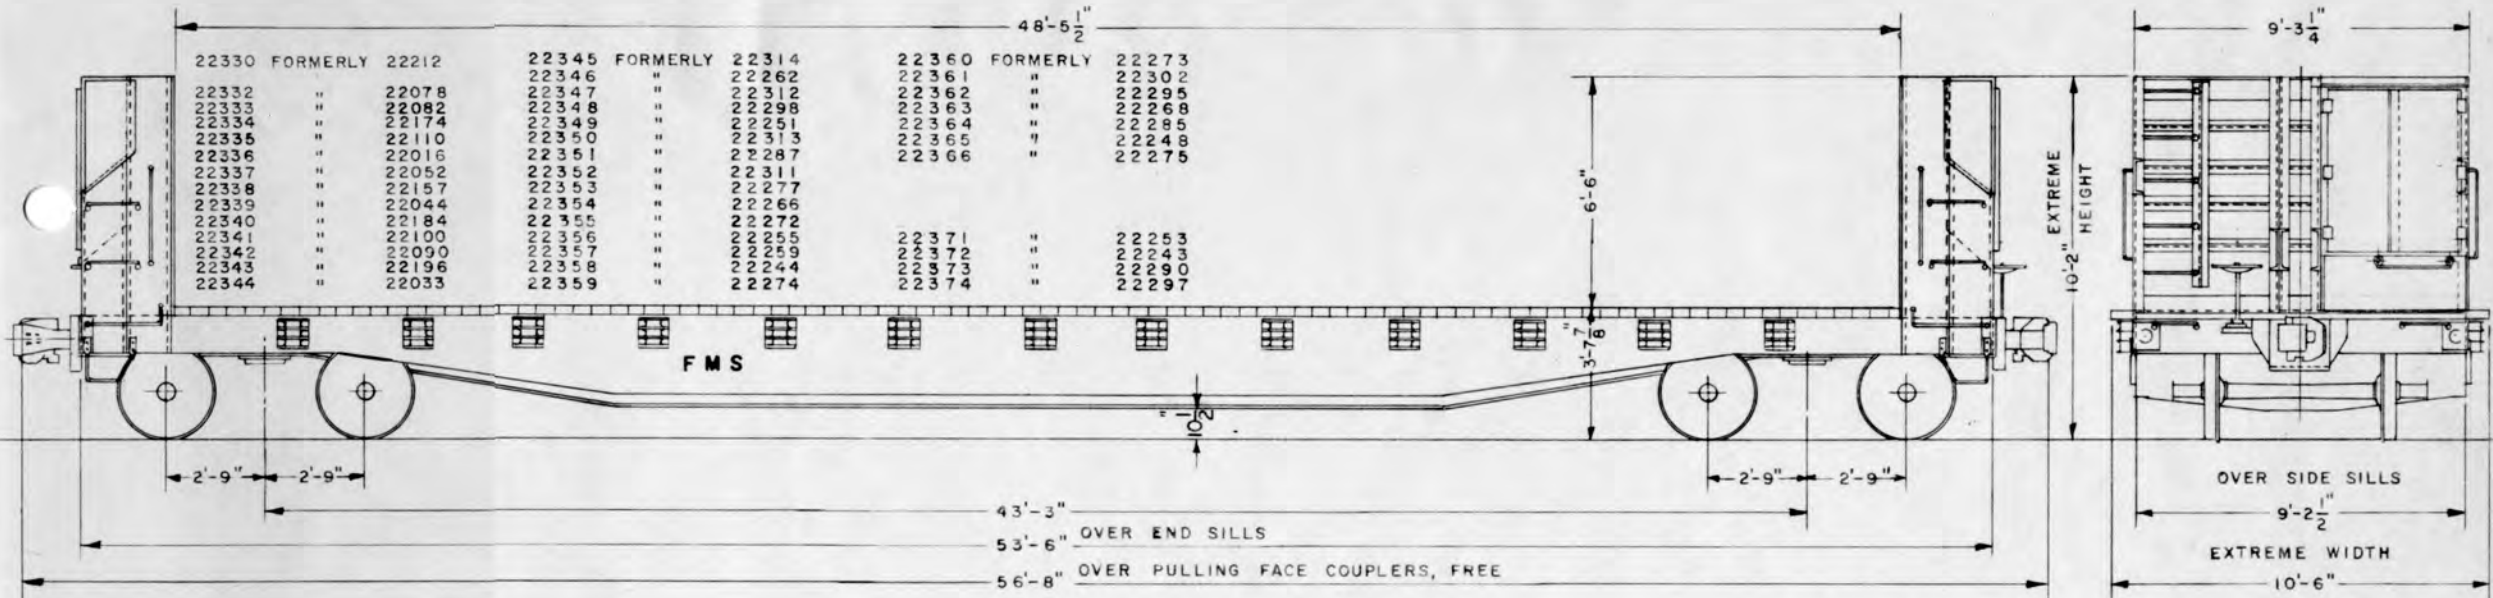 48'-5 1/2"
9'-3 1/4"
22330 FORMERLY 22212
22332 " 22078
22333 " 22082
22334 " 22174
22335 " 22110
22336 " 22016
22337 " 22052
22338 " 22157
22339 " 22044
22340 " 22184
22341 " 22100
22342 " 22090
22343 " 22196
22344 " 22033
22345 FORMERLY 22314
22346 " 22262
22347 " 22312
22348 " 22298
22349 " 22251
22350 " 22313
22351 " 22287
22352 " 22311
22353 " 22277
22354 " 22266
22355 " 22272
22356 " 22255
22357 " 22259
22358 " 22244
22359 " 22274
22360 FORMERLY 22273
22361 " 22302
22362 " 22295
22363 " 22268
22364 " 22285
22365 " 22248
22366 " 22275
22371 " 22253
22372 " 22243
22373 " 22290
22374 " 22297
6'-6"
EXTREME
HEIGHT
10'-2"
3'-7 7/8"
FMS
10 1/2"
2'-9" 2'-9"
2'-9" 2'-9"
43'-3"
53'-6" OVER END SILLS
56'-8" OVER PULLING FACE COUPLERS, FREE
OVER SIDE SILLS
9'-2 1/2"
EXTREME WIDTH
10'-6"